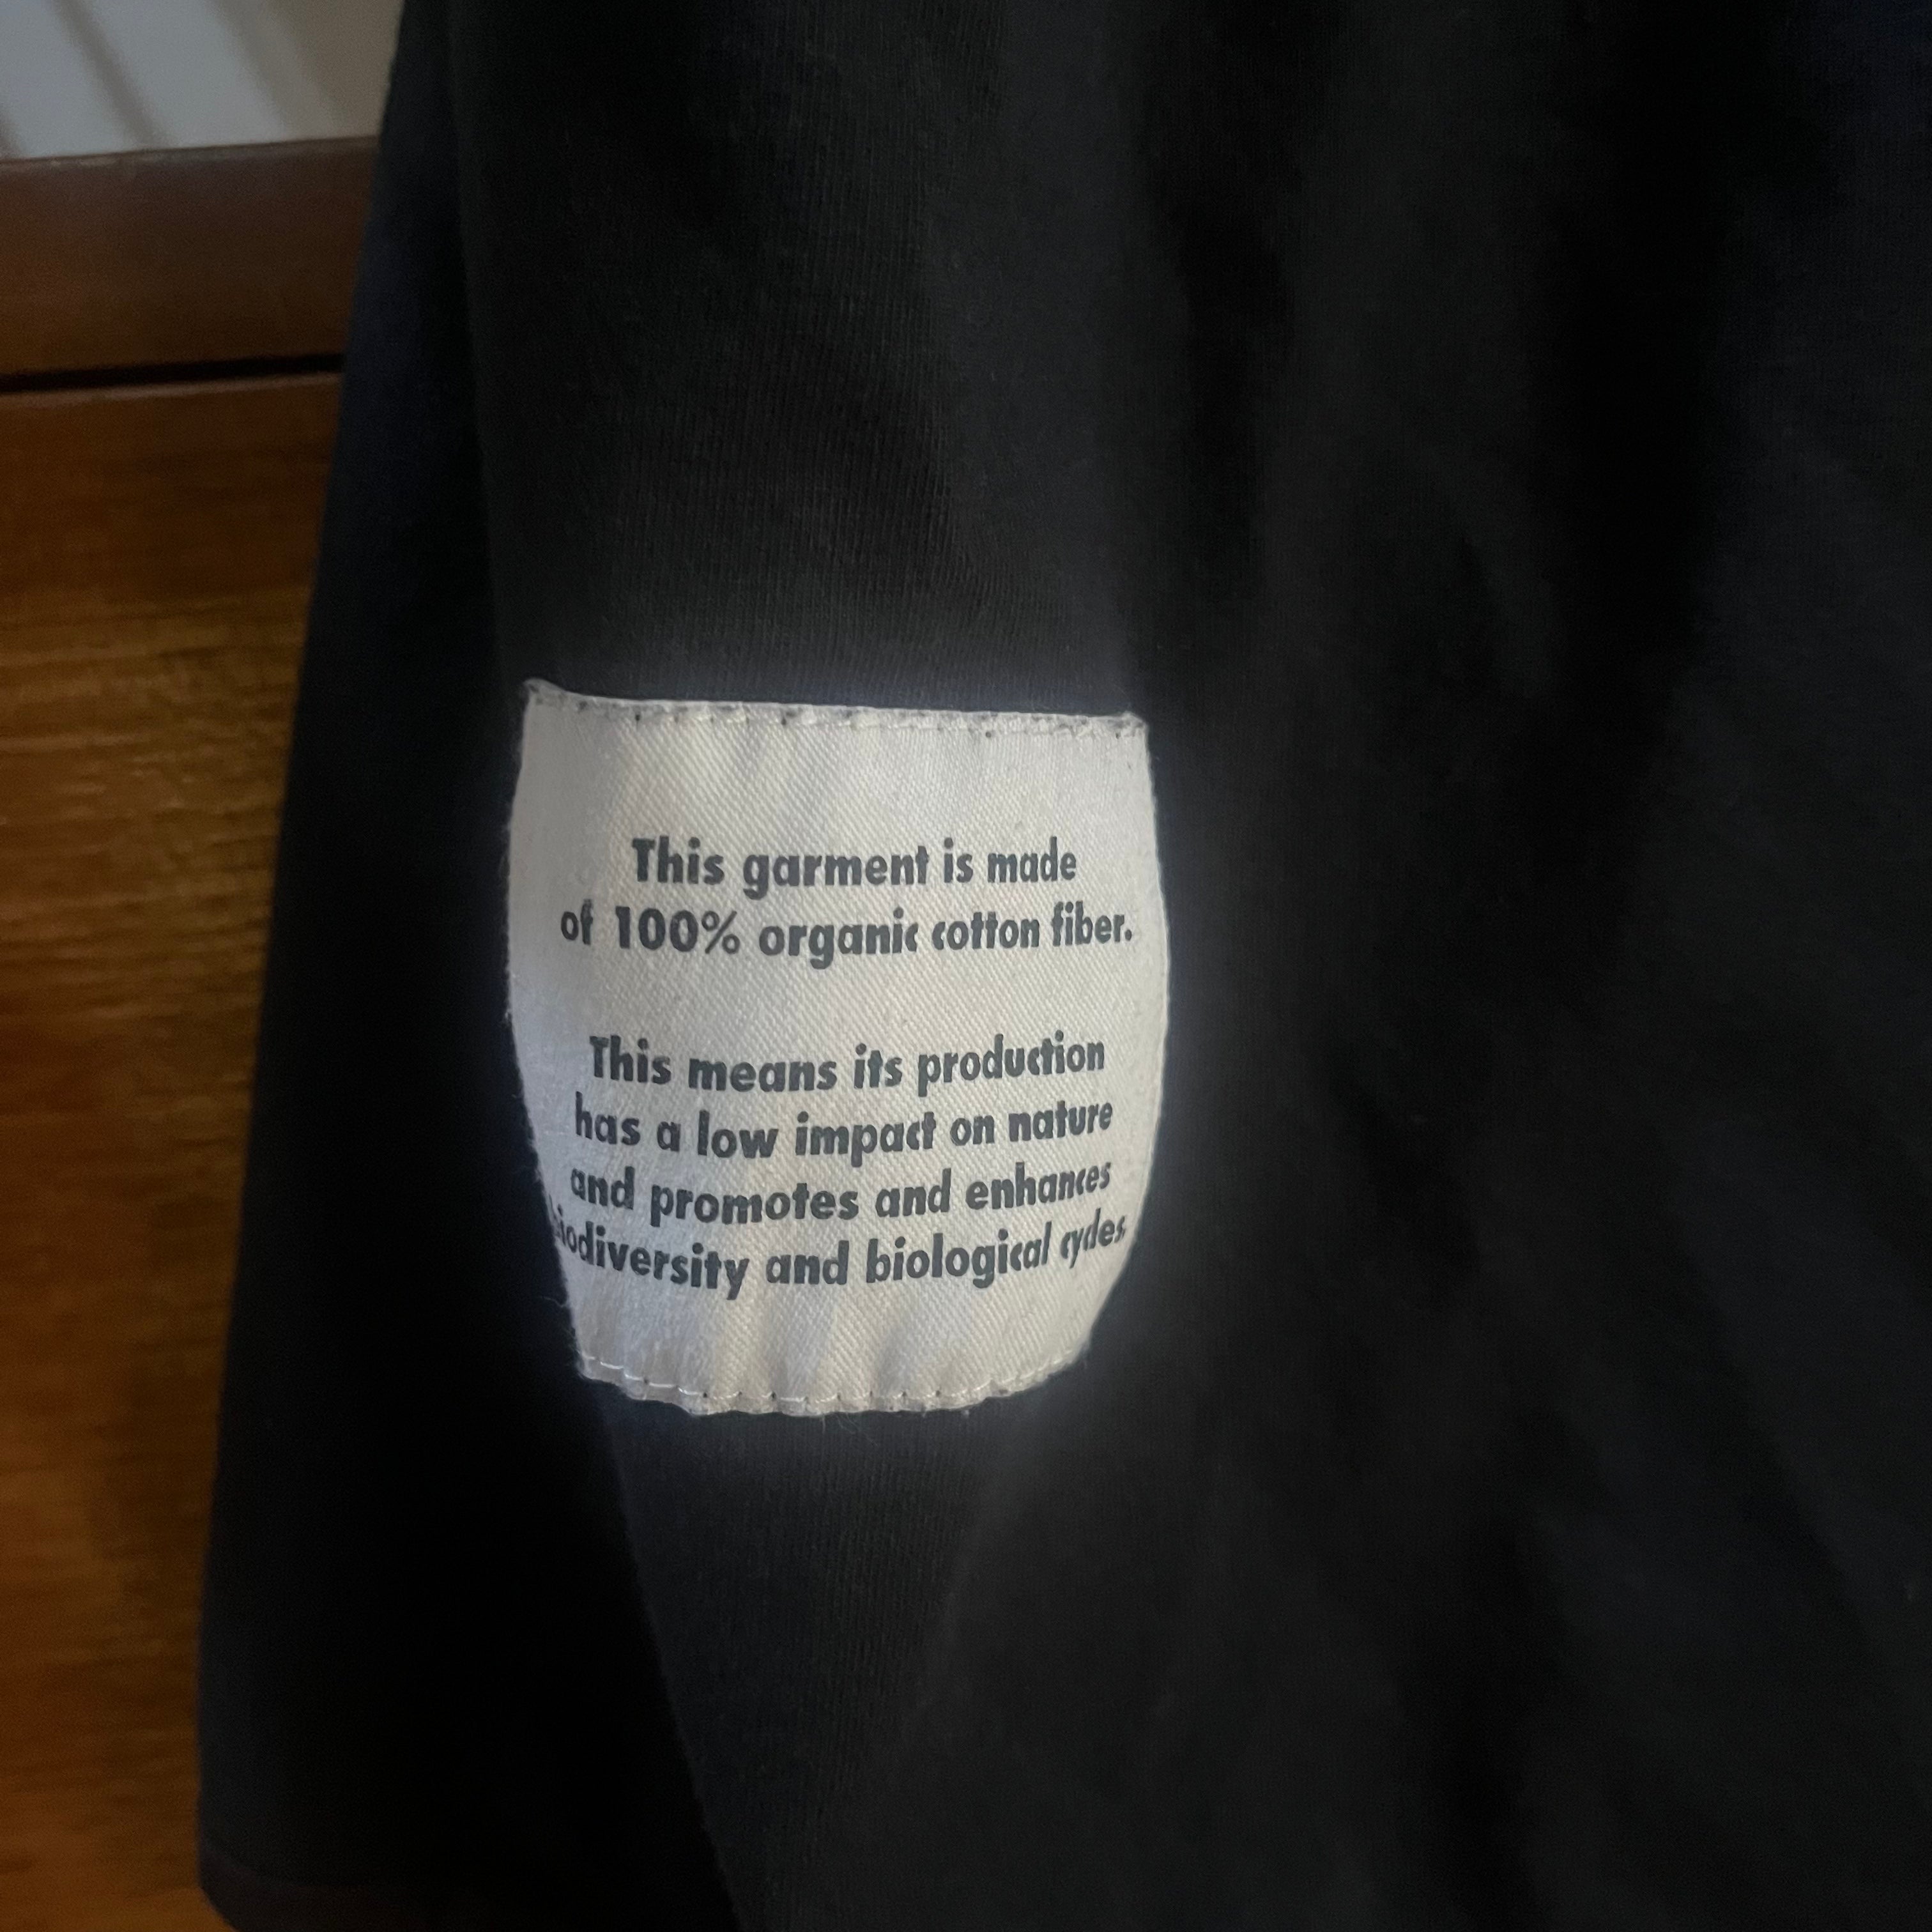 This garment is made
of 100% organic cotton fiber.
This means its production
has a low impact on nature
and promotes and enhances
biodiversity and biological cycles.